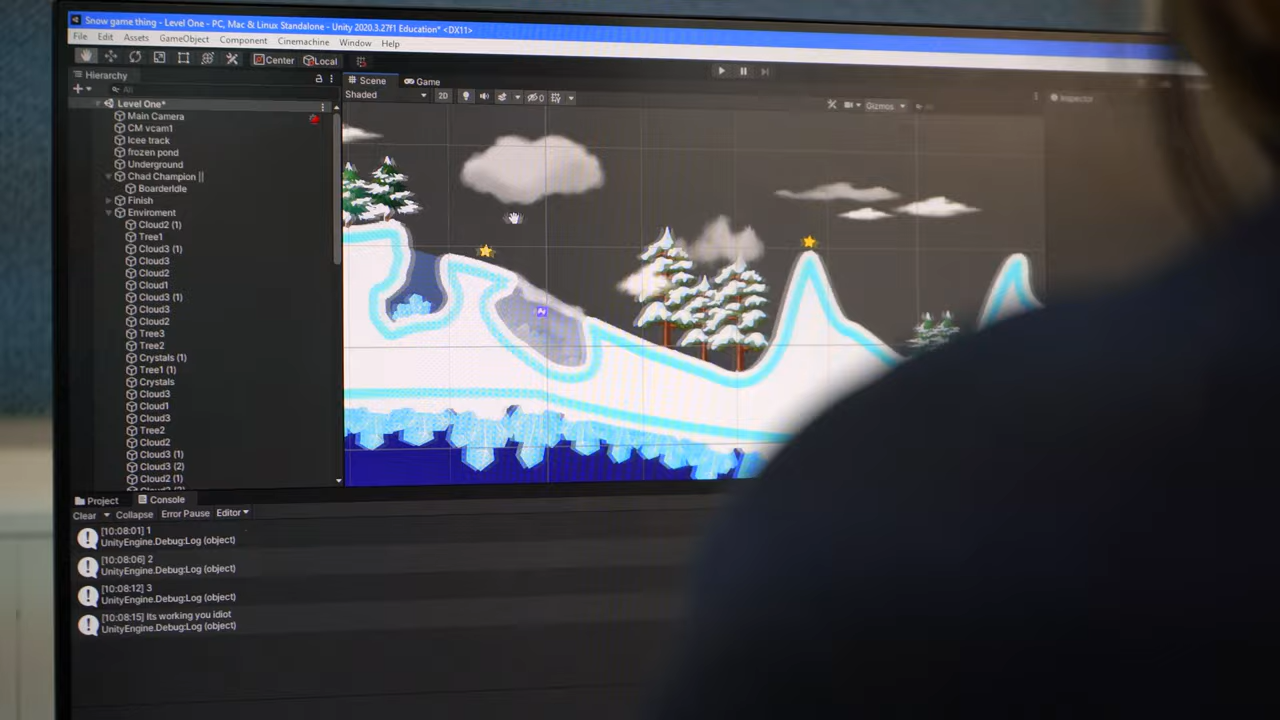 Snow game thing - Level One - PC, Mac & Linux Standalone - Unity 2020.3.27f1 Education* <DX11>
File Edit Assets GameObject Component Cinemachine Window Help
Center Local
Hierarchy
All
Level One*
Main Camera
CM vcam1
Icee track
frozen pond
Underground
Chad Champion ||
BoarderIdle
Finish
Enviroment
Cloud2 (1)
Tree1
Cloud3 (1)
Cloud3
Cloud2
Cloud1
Cloud3 (1)
Cloud3
Cloud2
Tree3
Tree2
Crystals (1)
Tree1 (1)
Crystals
Cloud3
Cloud1
Cloud3
Tree2
Cloud2
Cloud3 (1)
Cloud3 (2)
Cloud2 (1)
Scene Game
Shaded 2D 0 Gizmos
Inspector
Project Console
Clear Collapse Error Pause Editor
[10:08:01] 1
UnityEngine.Debug:Log (object)
[10:08:06] 2
UnityEngine.Debug:Log (object)
[10:08:12] 3
UnityEngine.Debug:Log (object)
[10:08:15] Its working you idiot
UnityEngine.Debug:Log (object)